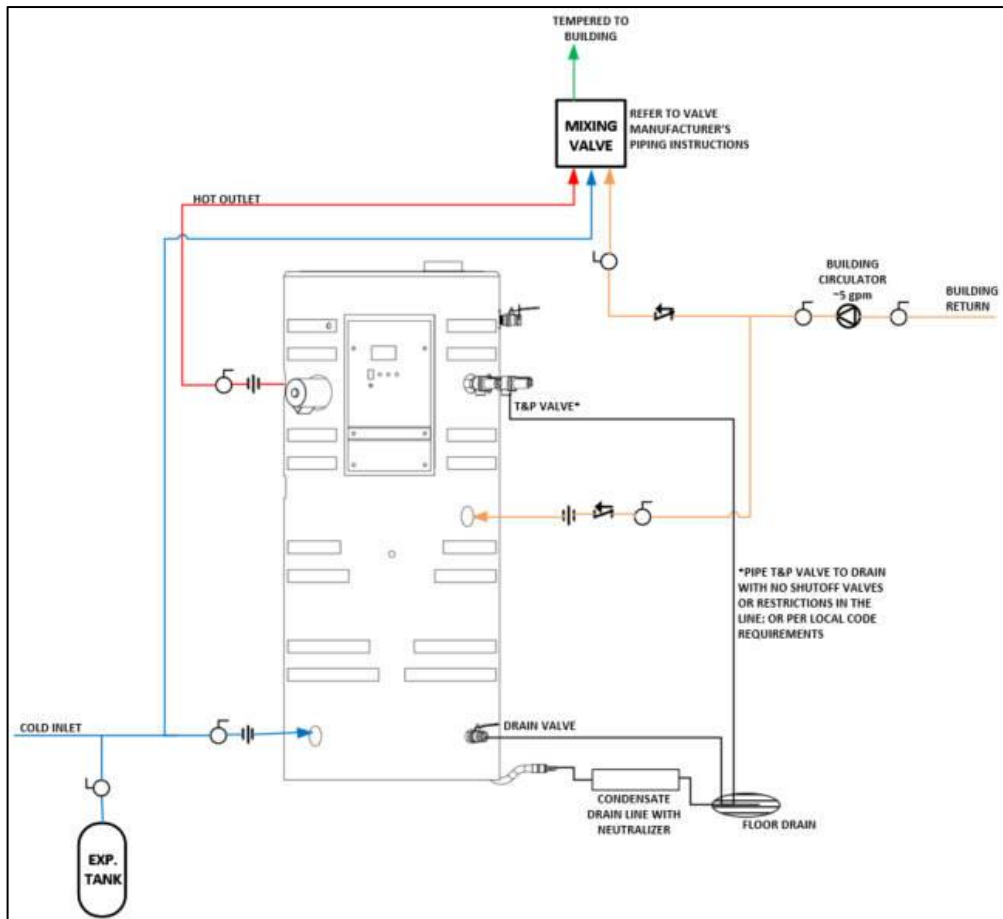 TEMPERED TO
BUILDING
MIXING
VALVE
REFER TO VALVE
MANUFACTURER'S
PIPING INSTRUCTIONS
HOT OUTLET
BUILDING
CIRCULATOR
~5 gpm
BUILDING
RETURN
T&P VALVE*
*PIPE T&P VALVE TO DRAIN
WITH NO SHUTOFF VALVES
OR RESTRICTIONS IN THE
LINE; OR PER LOCAL CODE
REQUIREMENTS
COLD INLET
DRAIN VALVE
CONDENSATE
DRAIN LINE WITH
NEUTRALIZER
FLOOR DRAIN
EXP.
TANK